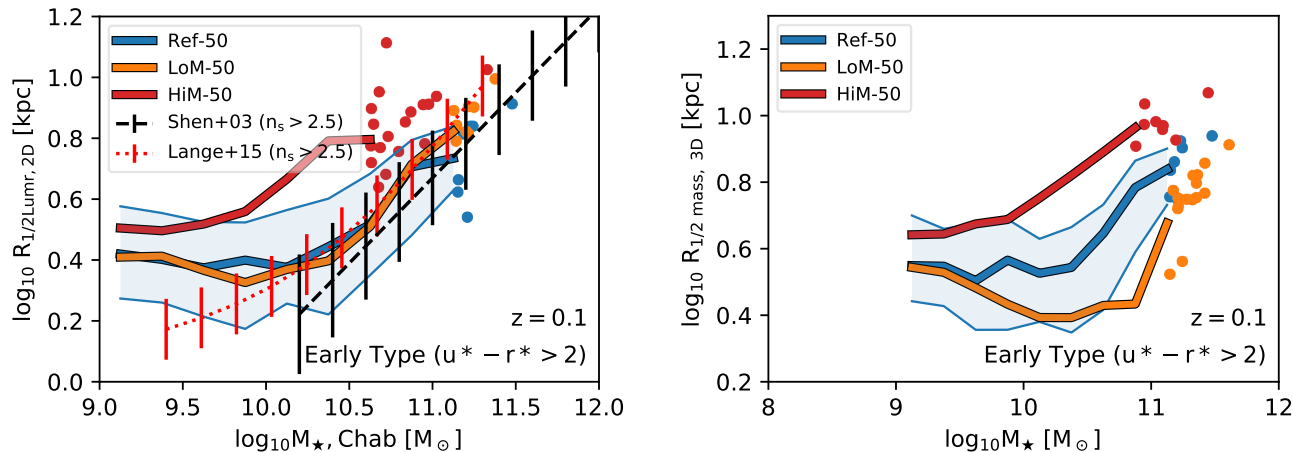 1.2
1.0
0.8
0.6
0.4
0.2
0.0
log₁₀ R₁/₂Lumr, 2D [kpc]
Ref-50
LoM-50
HiM-50
Shen+03 (nₛ > 2.5)
Lange+15 (nₛ > 2.5)
z = 0.1
Early Type (u* − r* > 2)
9.0 9.5 10.0 10.5 11.0 11.5 12.0
log₁₀M★, Chab [M⊙]
1.2
1.0
0.8
0.6
0.4
0.2
log₁₀ R₁/₂ mass, 3D [kpc]
Ref-50
LoM-50
HiM-50
z = 0.1
Early Type (u* − r* > 2)
8 9 10 11 12
log₁₀M★ [M⊙]